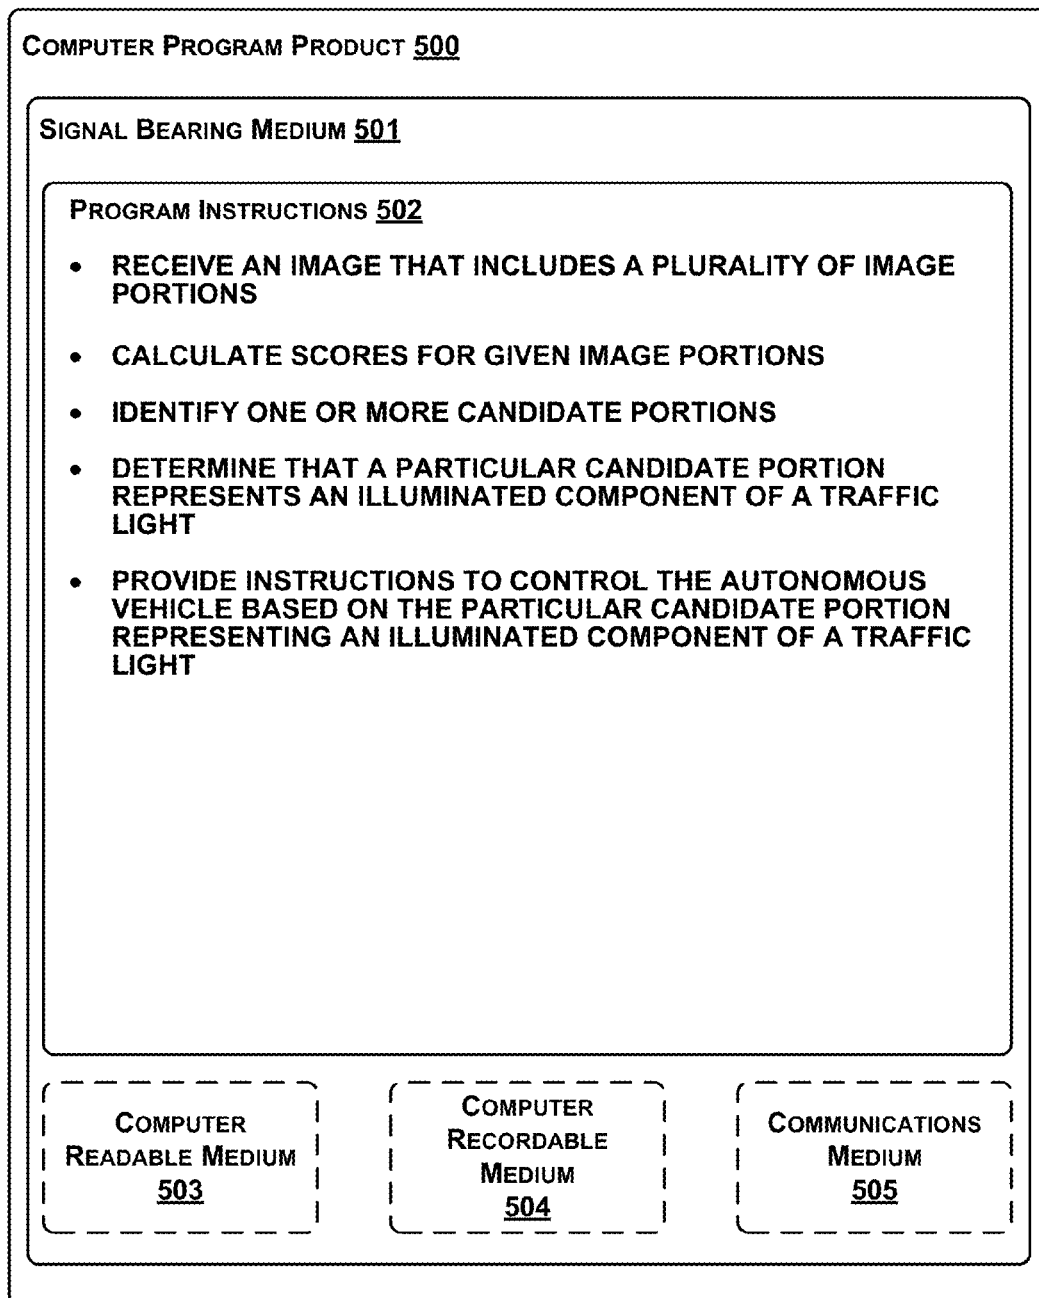 COMPUTER PROGRAM PRODUCT 500
SIGNAL BEARING MEDIUM 501
PROGRAM INSTRUCTIONS 502
• RECEIVE AN IMAGE THAT INCLUDES A PLURALITY OF IMAGE
PORTIONS
• CALCULATE SCORES FOR GIVEN IMAGE PORTIONS
• IDENTIFY ONE OR MORE CANDIDATE PORTIONS
• DETERMINE THAT A PARTICULAR CANDIDATE PORTION
REPRESENTS AN ILLUMINATED COMPONENT OF A TRAFFIC
LIGHT
• PROVIDE INSTRUCTIONS TO CONTROL THE AUTONOMOUS
VEHICLE BASED ON THE PARTICULAR CANDIDATE PORTION
REPRESENTING AN ILLUMINATED COMPONENT OF A TRAFFIC
LIGHT
COMPUTER
READABLE MEDIUM
503
COMPUTER
RECORDABLE
MEDIUM
504
COMMUNICATIONS
MEDIUM
505